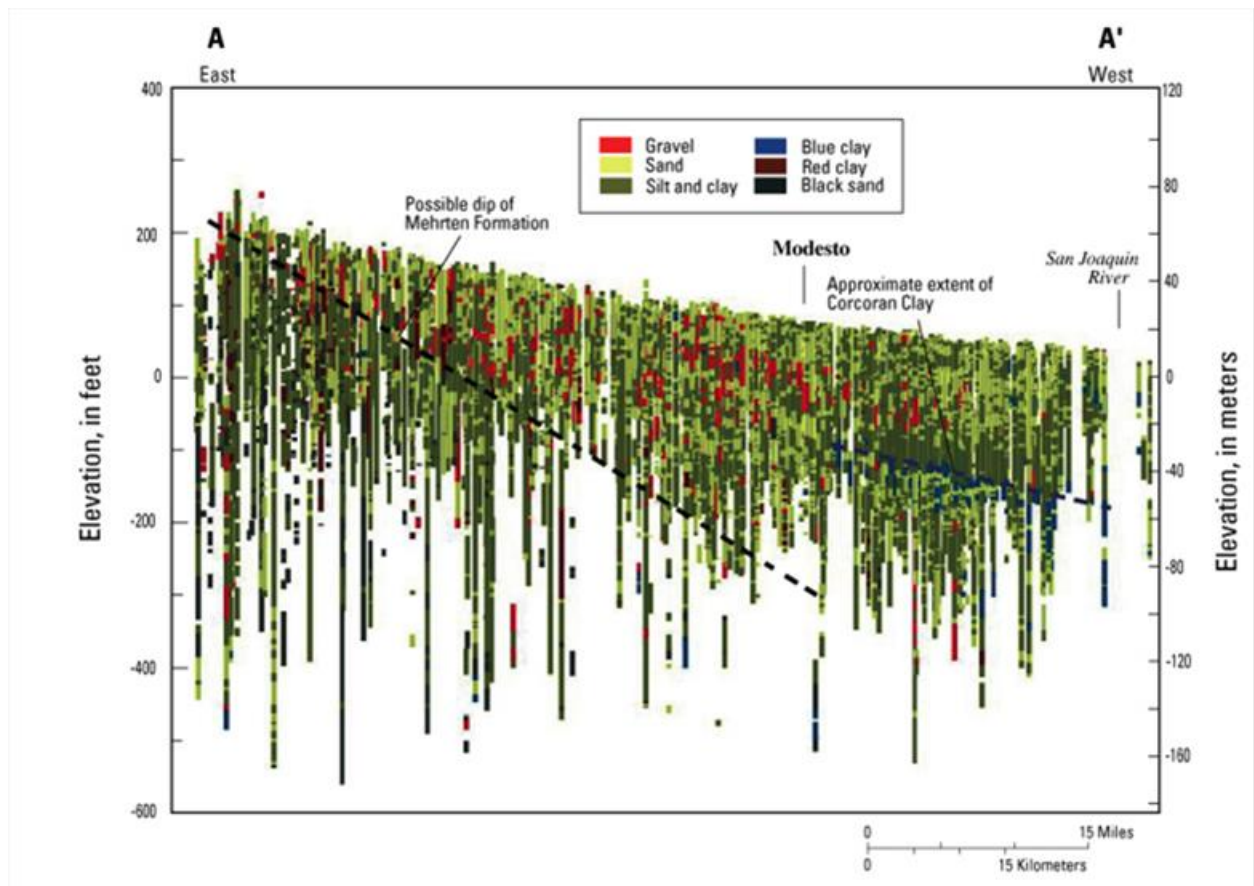 A
A'
East
West
400
120
Gravel
Blue clay
Sand
Red clay
Silt and clay
Black sand
80
Possible dip of
Mehrten Formation
200
Modesto
San Joaquin
River
40
Approximate extent of
Corcoran Clay
0
0
Elevation, in feet
Elevation, in meters
-40
-200
-80
-400
-120
-160
-600
0
15 Miles
0
15 Kilometers